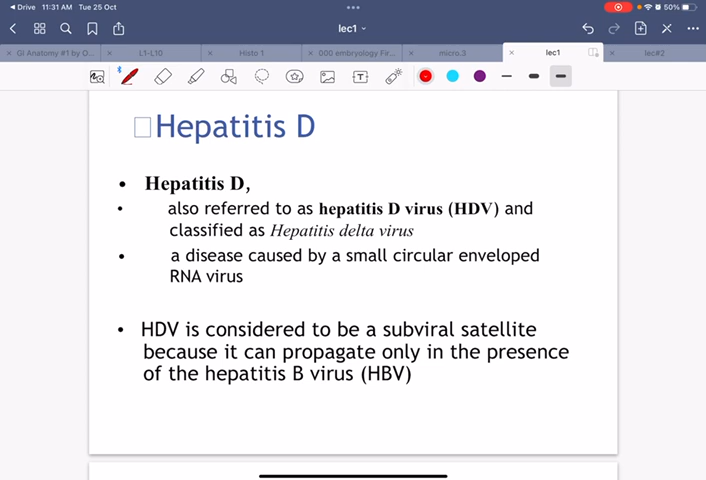 Drive 11:31 AM Tue 25 Oct
50%
lec1
GI Anatomy #1 by O...
L1-L10
Histo 1
000 embryology Fir...
micro.3
lec1
lec#2
Hepatitis D
• Hepatitis D,
• also referred to as hepatitis D virus (HDV) and
classified as Hepatitis delta virus
• a disease caused by a small circular enveloped
RNA virus
• HDV is considered to be a subviral satellite
because it can propagate only in the presence
of the hepatitis B virus (HBV)